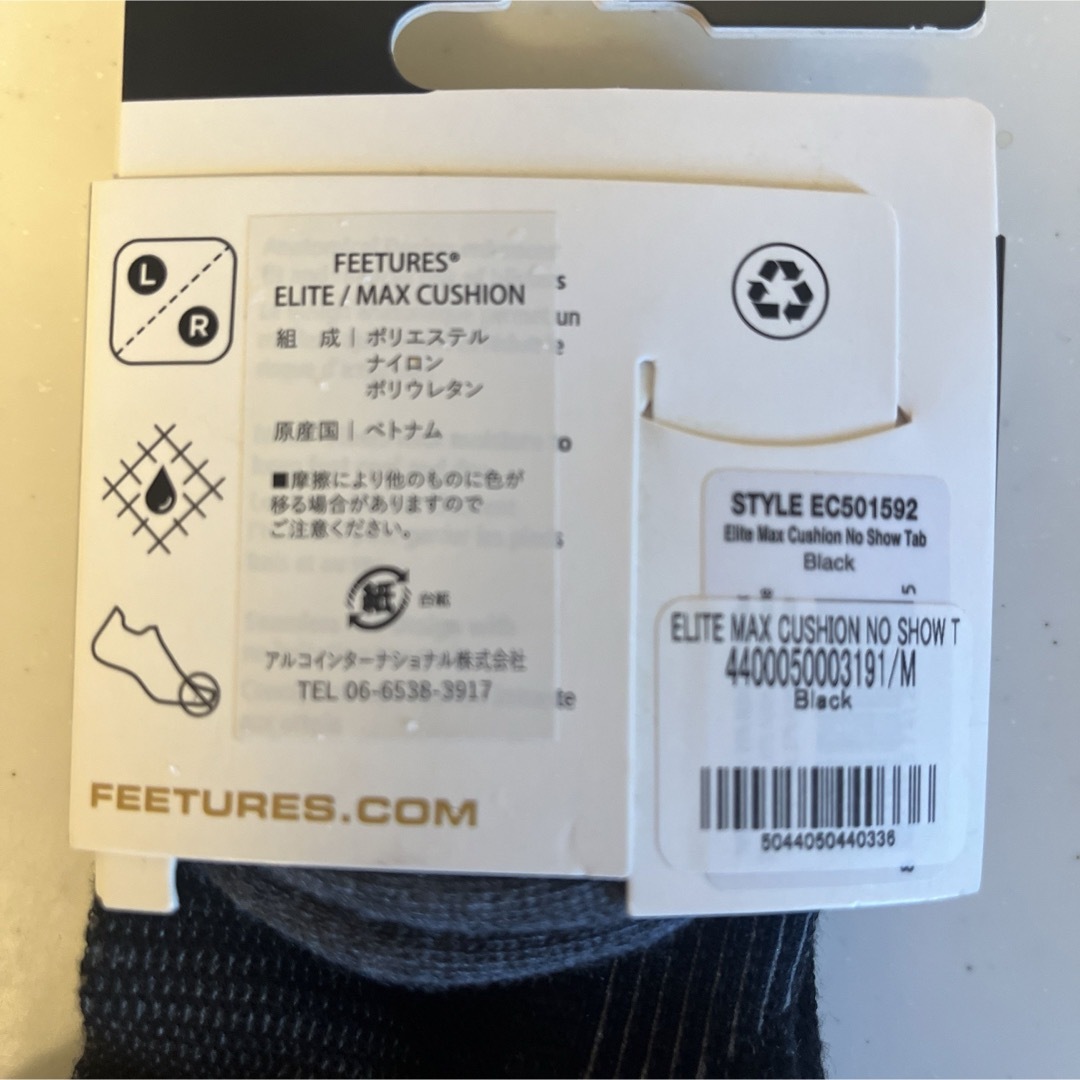 L
R
FEETURES®
ELITE / MAX CUSHION
組 成 | ポリエステル
ナイロン
ポリウレタン
原産国 | ベトナム
■摩擦により他のものに色が
移る場合がありますので
ご注意ください。
紙 台紙
アルコインターナショナル株式会社
TEL 06-6538-3917
FEETURES.COM
un
STYLE EC501592
Elite Max Cushion No Show Tab
Black
ELITE MAX CUSHION NO SHOW T
4400050003191/M
Black
5044050440336